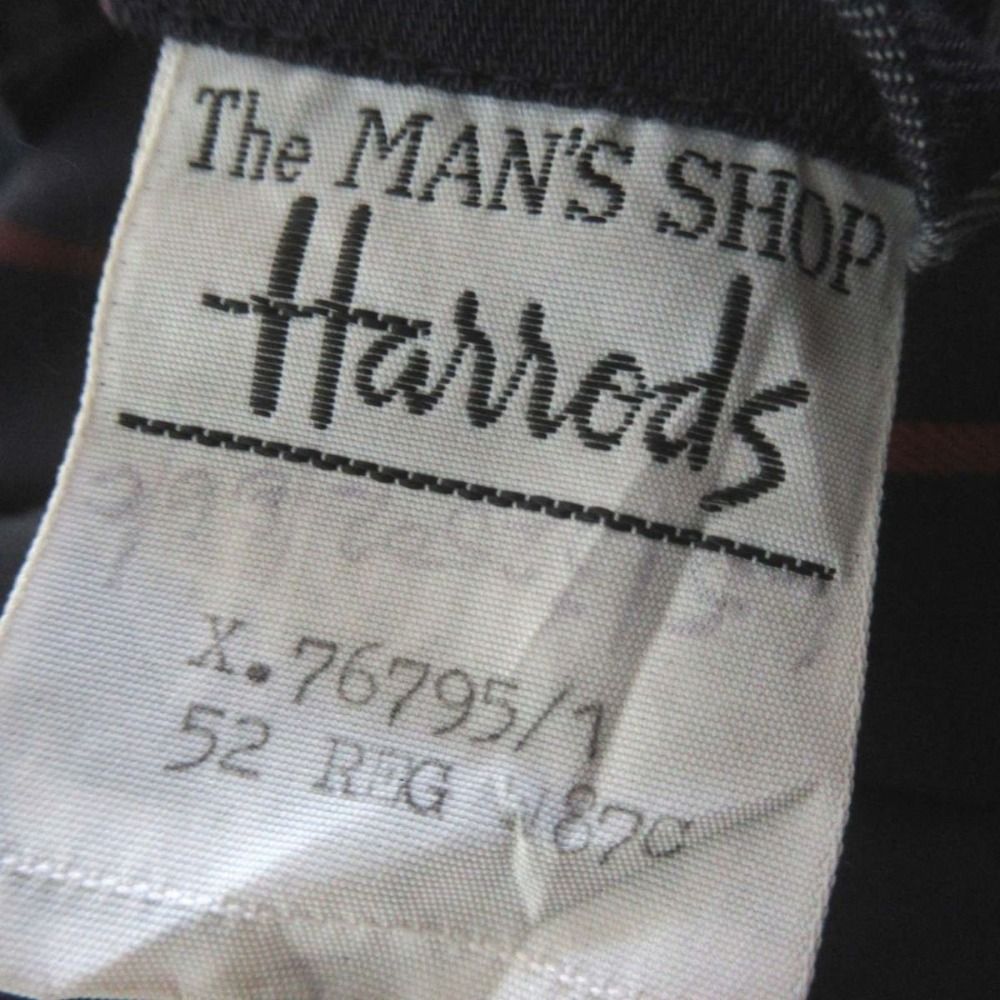 The MAN'S SHOP
Harrods
X.76795/1
52 REG